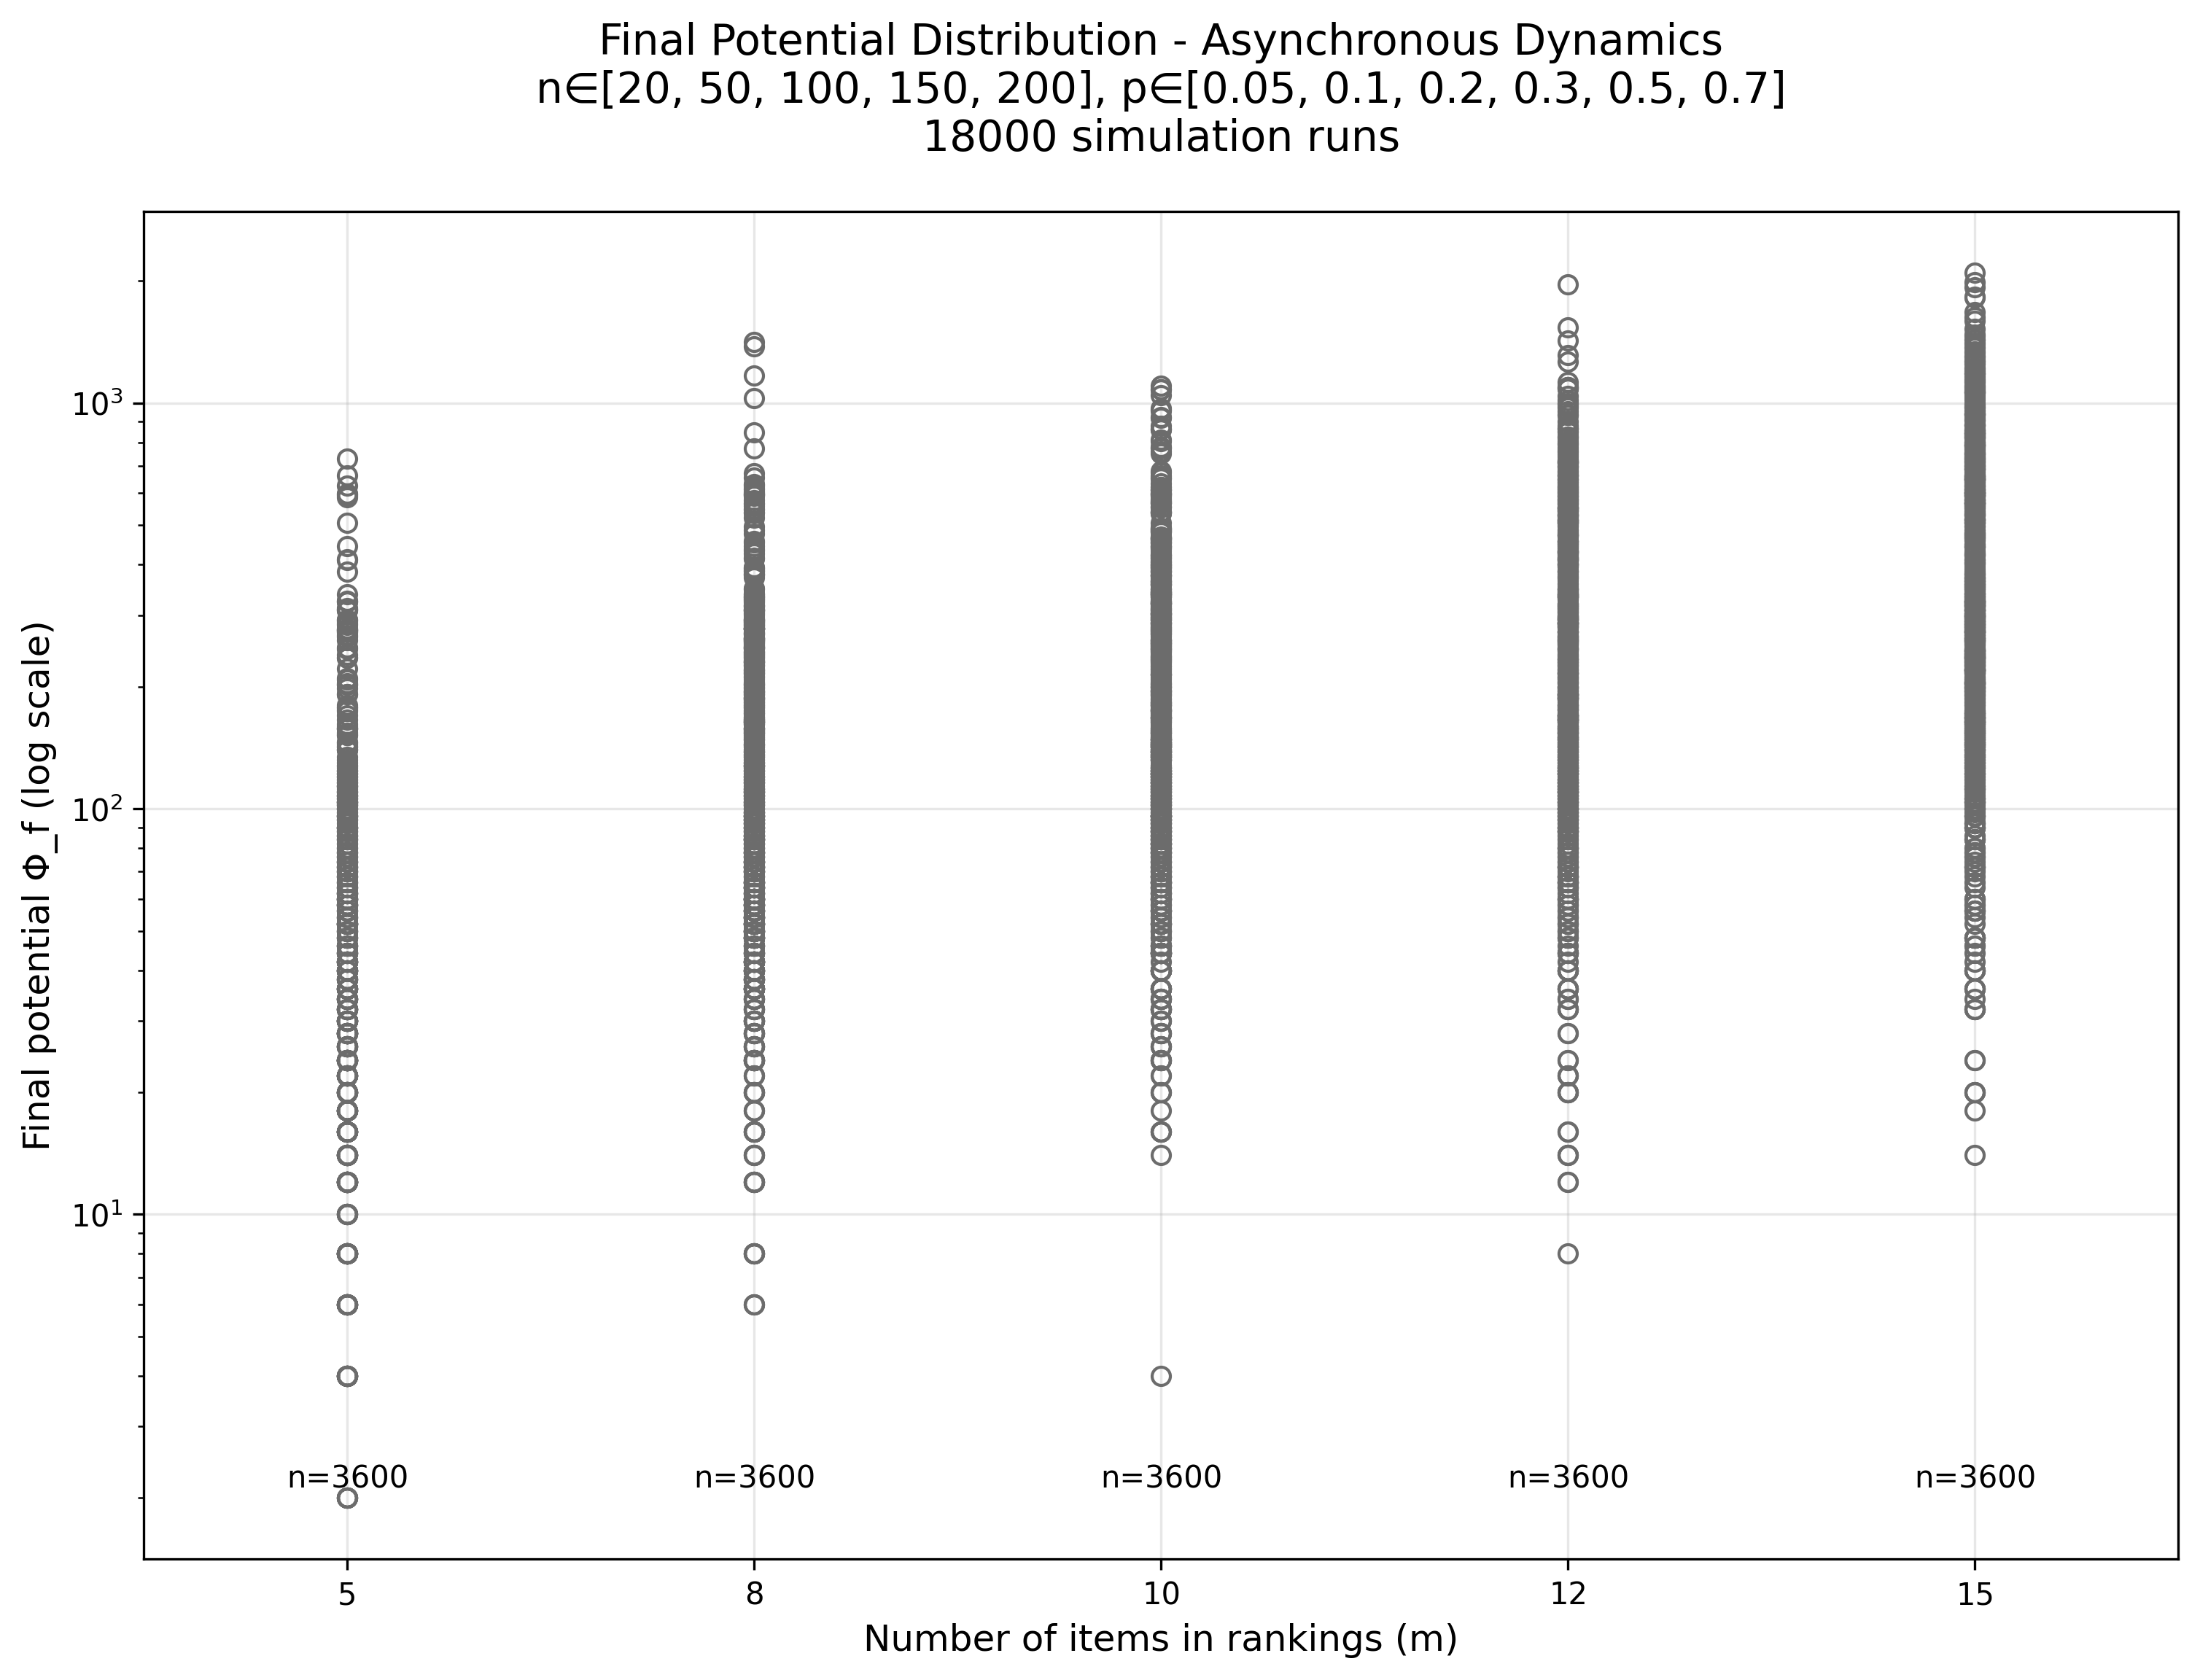 Final Potential Distribution - Asynchronous Dynamics
n∈[20, 50, 100, 150, 200], p∈[0.05, 0.1, 0.2, 0.3, 0.5, 0.7]
18000 simulation runs
Final potential Φ_f (log scale)
10³
10²
10¹
n=3600 n=3600 n=3600 n=3600 n=3600
5 8 10 12 15
Number of items in rankings (m)